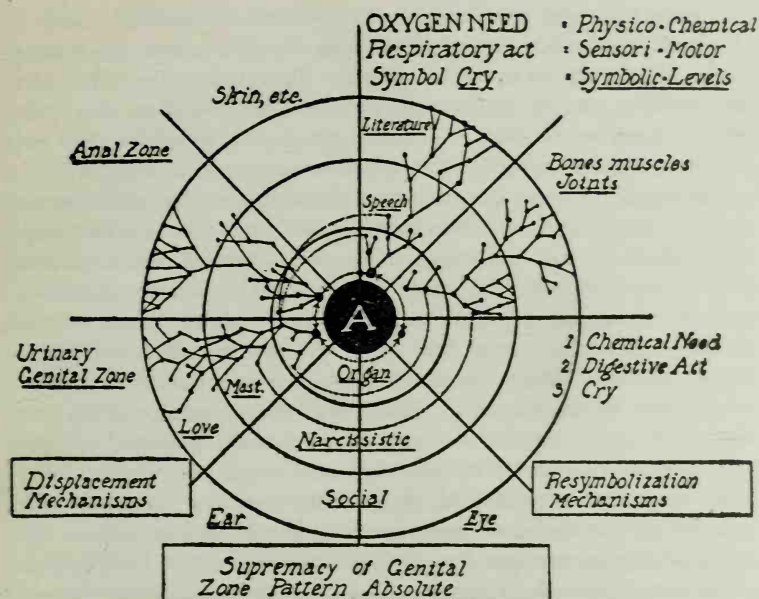 OXYGEN NEED = Physico-Chemical
Respiratory act = Sensori-Motor
Symbol Cry = Symbolic-Levels
Skin, etc.
Literature
Anal Zone
Bones muscles
Joints
Speech
A
1 Chemical Need
2 Digestive Act
3 Cry
Urinary
Genital Zone
Organ
Mast.
Love
Narcissistic
Displacement
Mechanisms
Resymbolization
Mechanisms
Social
Ear
Eye
Supremacy of Genital
Zone Pattern Absolute